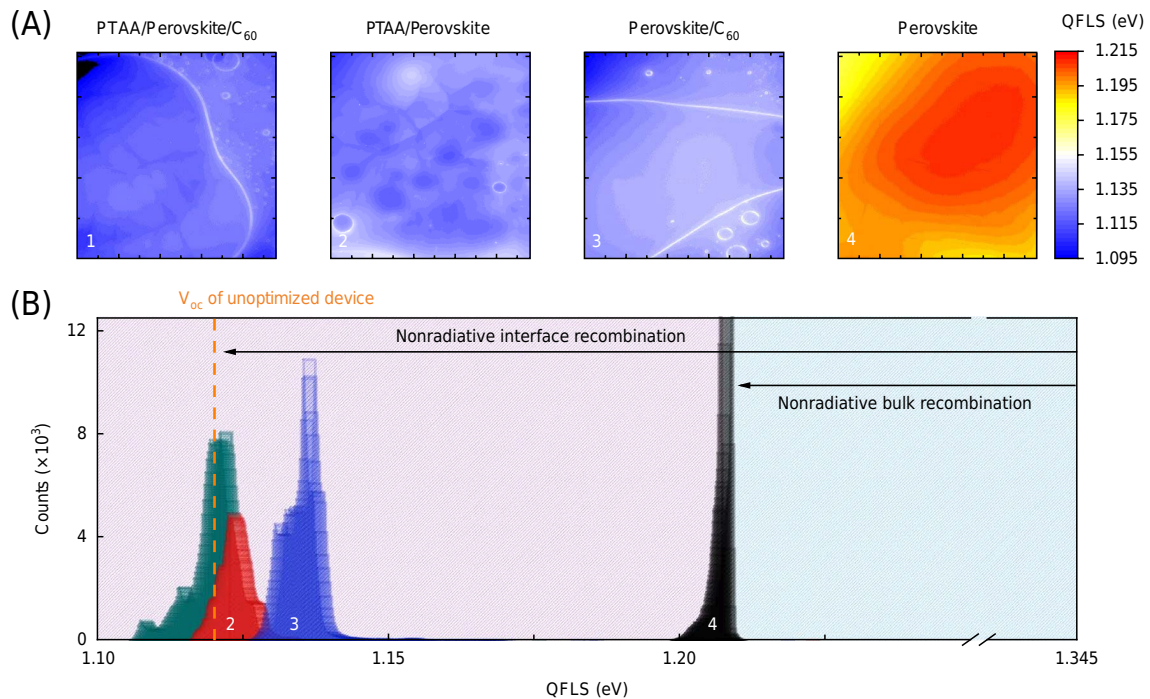 (A)
PTAA/Perovskite/C₆₀
PTAA/Perovskite
Perovskite/C₆₀
Perovskite
QFLS (eV)
1
2
3
4
1.215
1.195
1.175
1.155
1.135
1.115
1.095
(B)
Vₒc of unoptimized device
Nonradiative interface recombination
Nonradiative bulk recombination
Counts (×10³)
12
8
4
0
2
3
4
1.10
1.15
1.20
1.345
QFLS (eV)